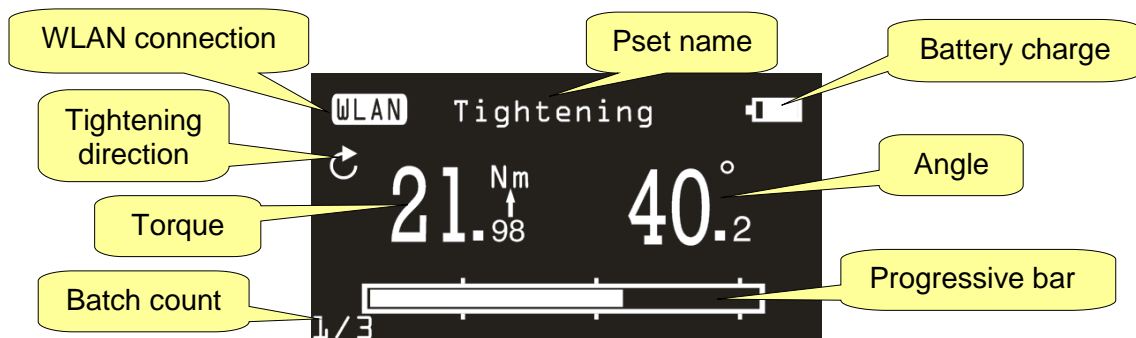 WLAN connection
Pset name
Battery charge
WLAN Tightening
Tightening
direction
Nm °
21.98 40.2
Angle
Torque
Progressive bar
Batch count
1/3